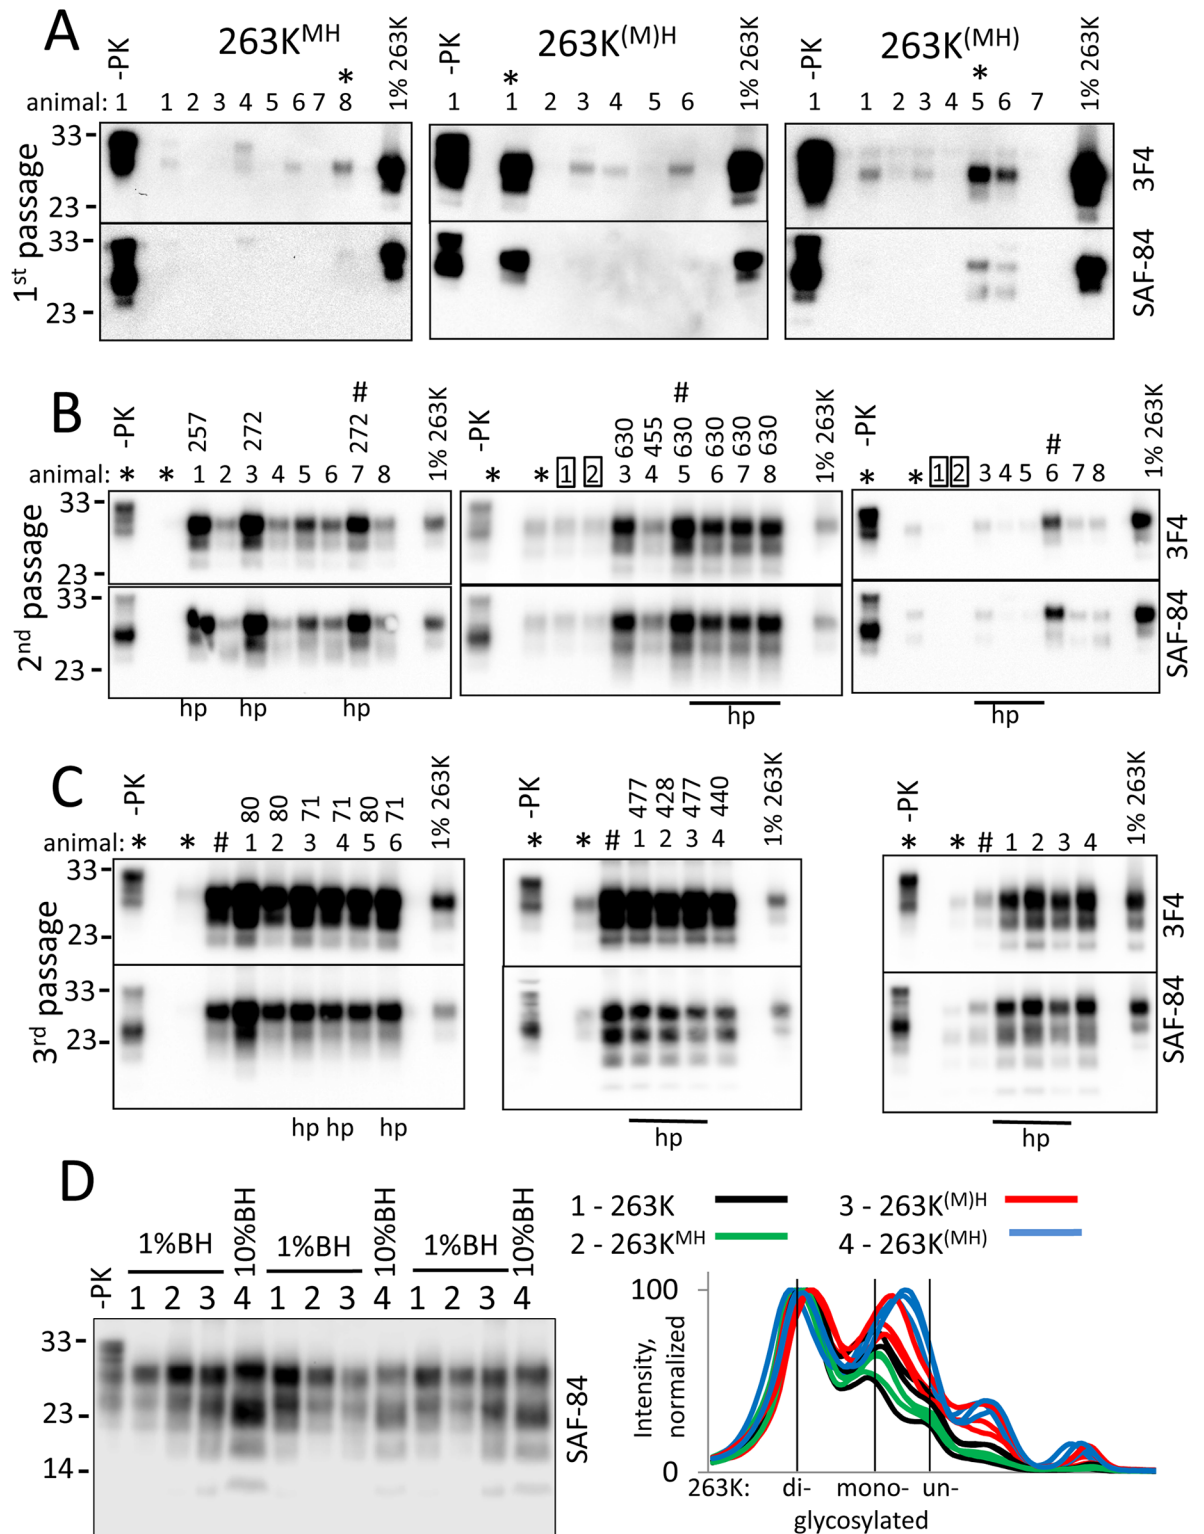 A
263K^MH
263K^(M)H
263K^(MH)
-PK
*
1% 263K
-PK
*
1% 263K
-PK
*
1% 263K
animal: 1 1 2 3 4 5 6 7 8
1 1 2 3 4 5 6
1 1 2 3 4 5 6 7
1st passage
33
23
3F4
33
23
SAF-84
B
-PK
257
272
#
272
1% 263K
-PK
630
455
#
630
630
630
630
1% 263K
-PK
#
1% 263K
animal: * * 1 2 3 4 5 6 7 8
* * 1 2 3 4 5 6 7 8
* * 1 2 3 4 5 6 7 8
2nd passage
33
23
3F4
33
23
SAF-84
hp hp hp
hp
hp
C
-PK
80
80
71
71
80
71
1% 263K
-PK
477
428
477
440
1% 263K
-PK
1% 263K
animal: * * # 1 2 3 4 5 6
* * # 1 2 3 4
* * # 1 2 3 4
3rd passage
33
23
3F4
33
23
SAF-84
hp hp hp
hp
hp
D
-PK
1%BH
10%BH
1%BH
10%BH
1%BH
10%BH
1 2 3 4 1 2 3 4 1 2 3 4
33
23
14
SAF-84
1 - 263K
3 - 263K^(M)H
2 - 263K^MH
4 - 263K^(MH)
100
Intensity,
normalized
0
263K: di- mono- un-
glycosylated